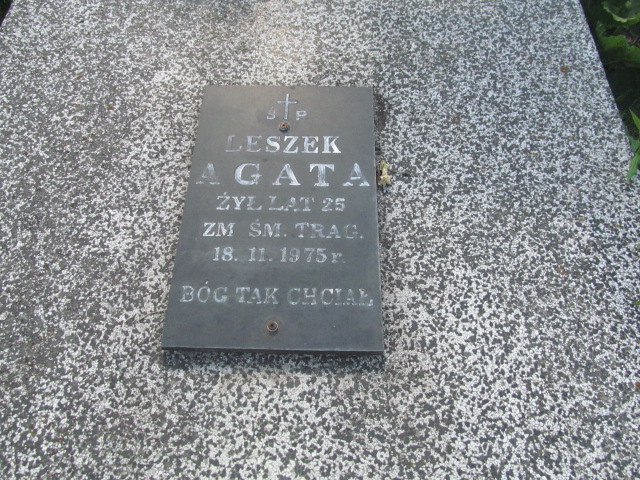 Ś P
LESZEK
AGATA
ŻYŁ LAT 25
ZM ŚM. TRAG.
18. 11. 1975 r.
BÓG TAK CHCIAŁ